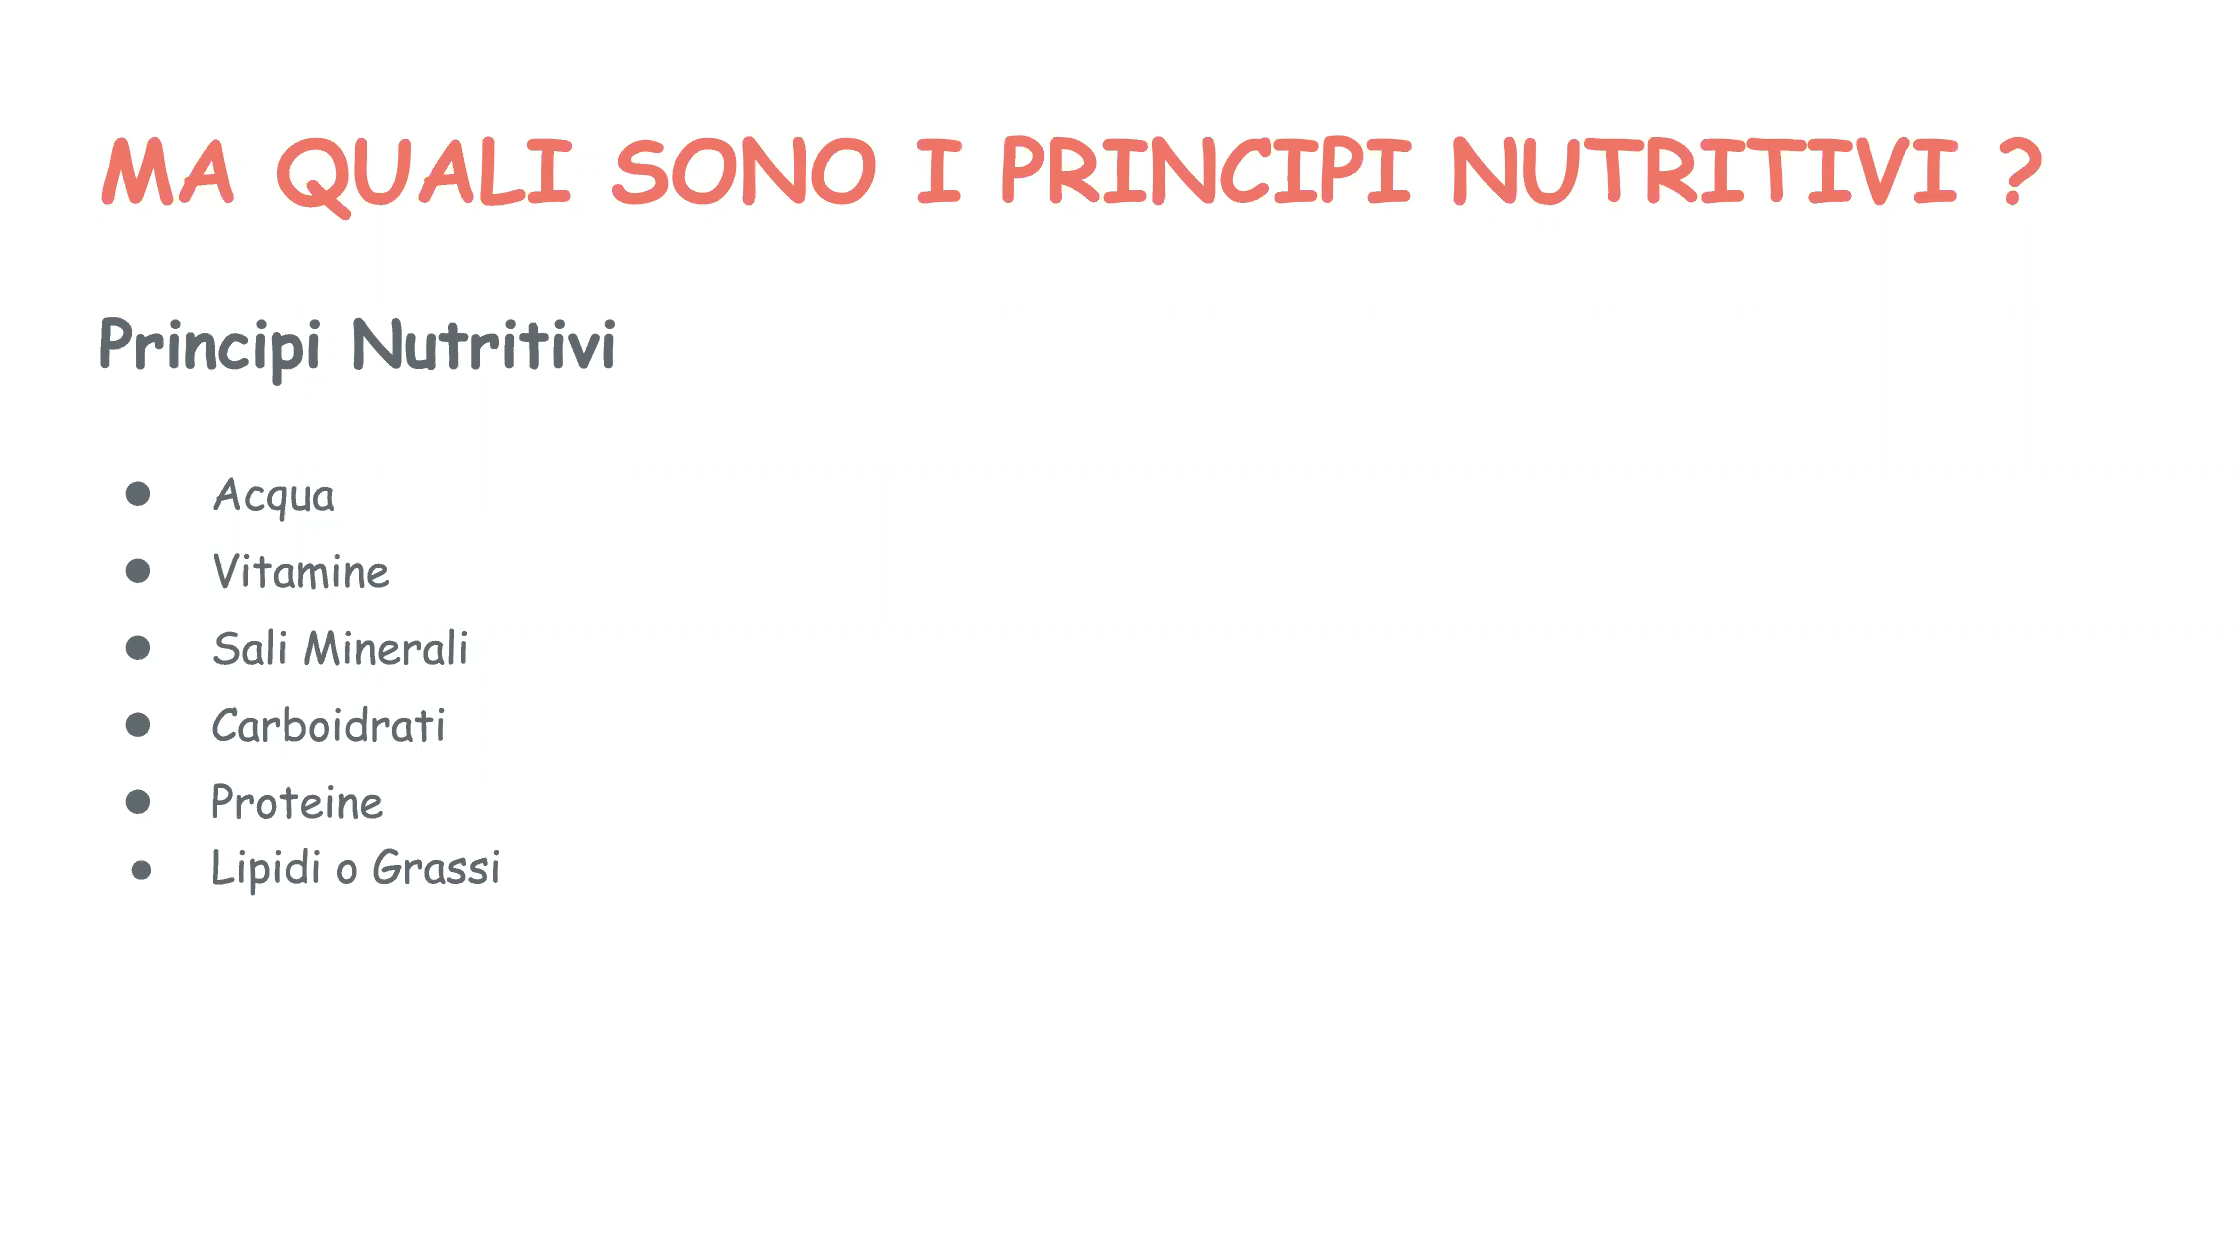 MA QUALI SONO I PRINCIPI NUTRITIVI ?
Principi Nutritivi
● Acqua
● Vitamine
● Sali Minerali
● Carboidrati
● Proteine
● Lipidi o Grassi